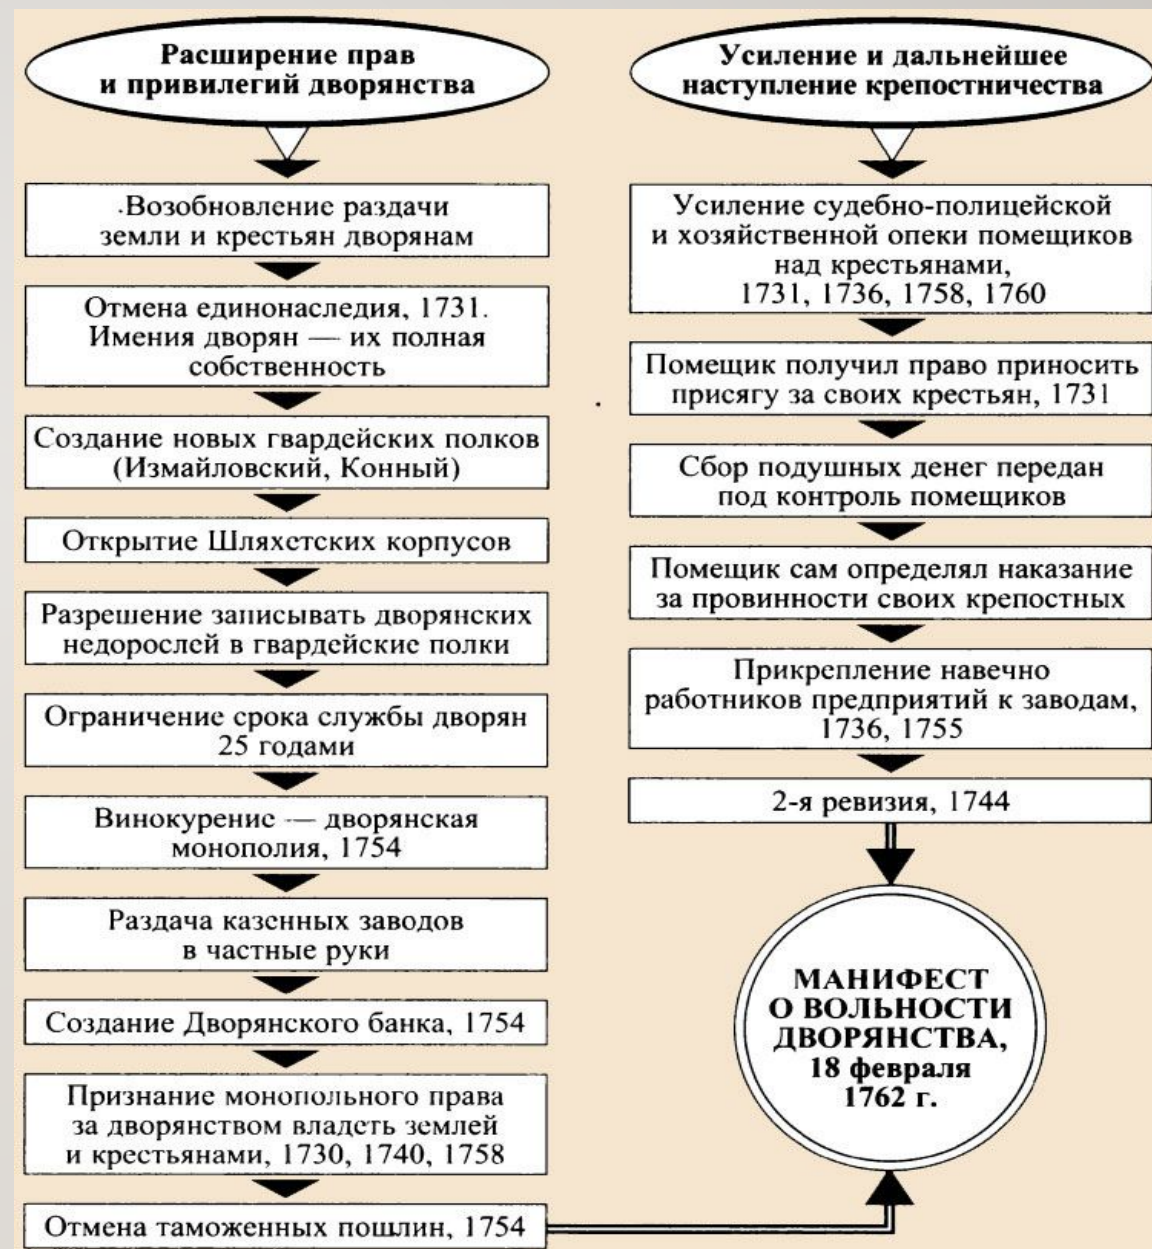 Расширение прав
и привилегий дворянства
Возобновление раздачи
земли и крестьян дворянам
Отмена единонаследия, 1731.
Имения дворян — их полная
собственность
Создание новых гвардейских полков
(Измайловский, Конный)
Открытие Шляхетских корпусов
Разрешение записывать дворянских
недорослей в гвардейские полки
Ограничение срока службы дворян
25 годами
Винокурение — дворянская
монополия, 1754
Раздача казенных заводов
в частные руки
Создание Дворянского банка, 1754
Признание монопольного права
за дворянством владеть землей
и крестьянами, 1730, 1740, 1758
Отмена таможенных пошлин, 1754
Усиление и дальнейшее
наступление крепостничества
Усиление судебно-полицейской
и хозяйственной опеки помещиков
над крестьянами,
1731, 1736, 1758, 1760
Помещик получил право приносить
присягу за своих крестьян, 1731
Сбор подушных денег передан
под контроль помещиков
Помещик сам определял наказание
за провинности своих крепостных
Прикрепление навечно
работников предприятий к заводам,
1736, 1755
2-я ревизия, 1744
МАНИФЕСТ
О ВОЛЬНОСТИ
ДВОРЯНСТВА,
18 февраля
1762 г.